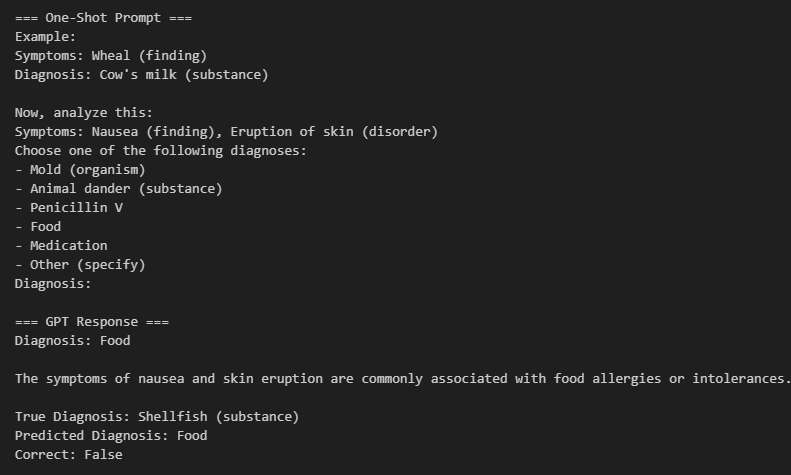 === One-Shot Prompt ===
Example:
Symptoms: Wheal (finding)
Diagnosis: Cow's milk (substance)

Now, analyze this:
Symptoms: Nausea (finding), Eruption of skin (disorder)
Choose one of the following diagnoses:
- Mold (organism)
- Animal dander (substance)
- Penicillin V
- Food
- Medication
- Other (specify)
Diagnosis:

=== GPT Response ===
Diagnosis: Food

The symptoms of nausea and skin eruption are commonly associated with food allergies or intolerances.

True Diagnosis: Shellfish (substance)
Predicted Diagnosis: Food
Correct: False